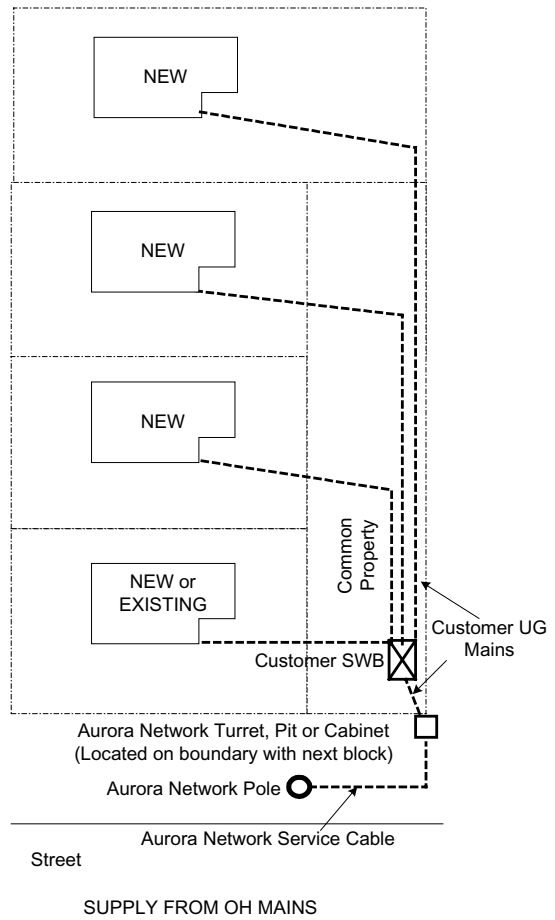 NEW
NEW
NEW
NEW or
EXISTING
Common
Property
Customer UG
Mains
Customer SWB
Aurora Network Turret, Pit or Cabinet
(Located on boundary with next block)
Aurora Network Pole
Aurora Network Service Cable
Street
SUPPLY FROM OH MAINS